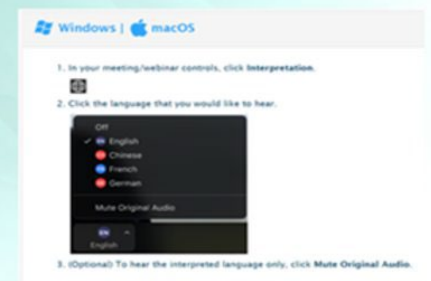 Windows | macOS
1. In your meeting/webinar controls, click Interpretation.
2. Click the language that you would like to hear.
Off
EN English
Chinese
French
German
Mute Original Audio
EN
English
3. (Optional) To hear the interpreted language only, click Mute Original Audio.